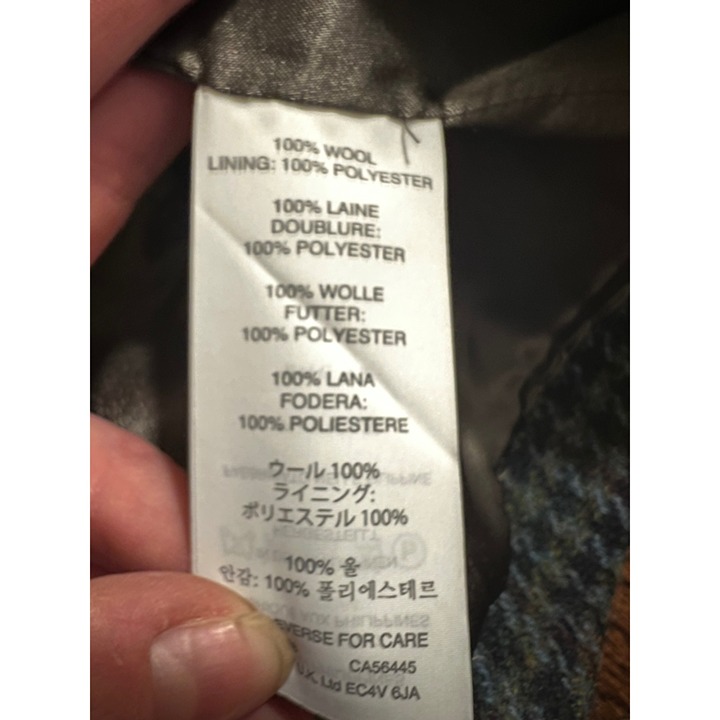 100% WOOL
LINING: 100% POLYESTER
100% LAINE
DOUBLURE:
100% POLYESTER
100% WOLLE
FUTTER:
100% POLYESTER
100% LANA
FODERA:
100% POLIESTERE
ウール 100%
ライニング:
ポリエステル 100%
100% 울
안감: 100% 폴리에스테르
FOR CARE
CA56445
U.K. Ltd EC4V 6JA